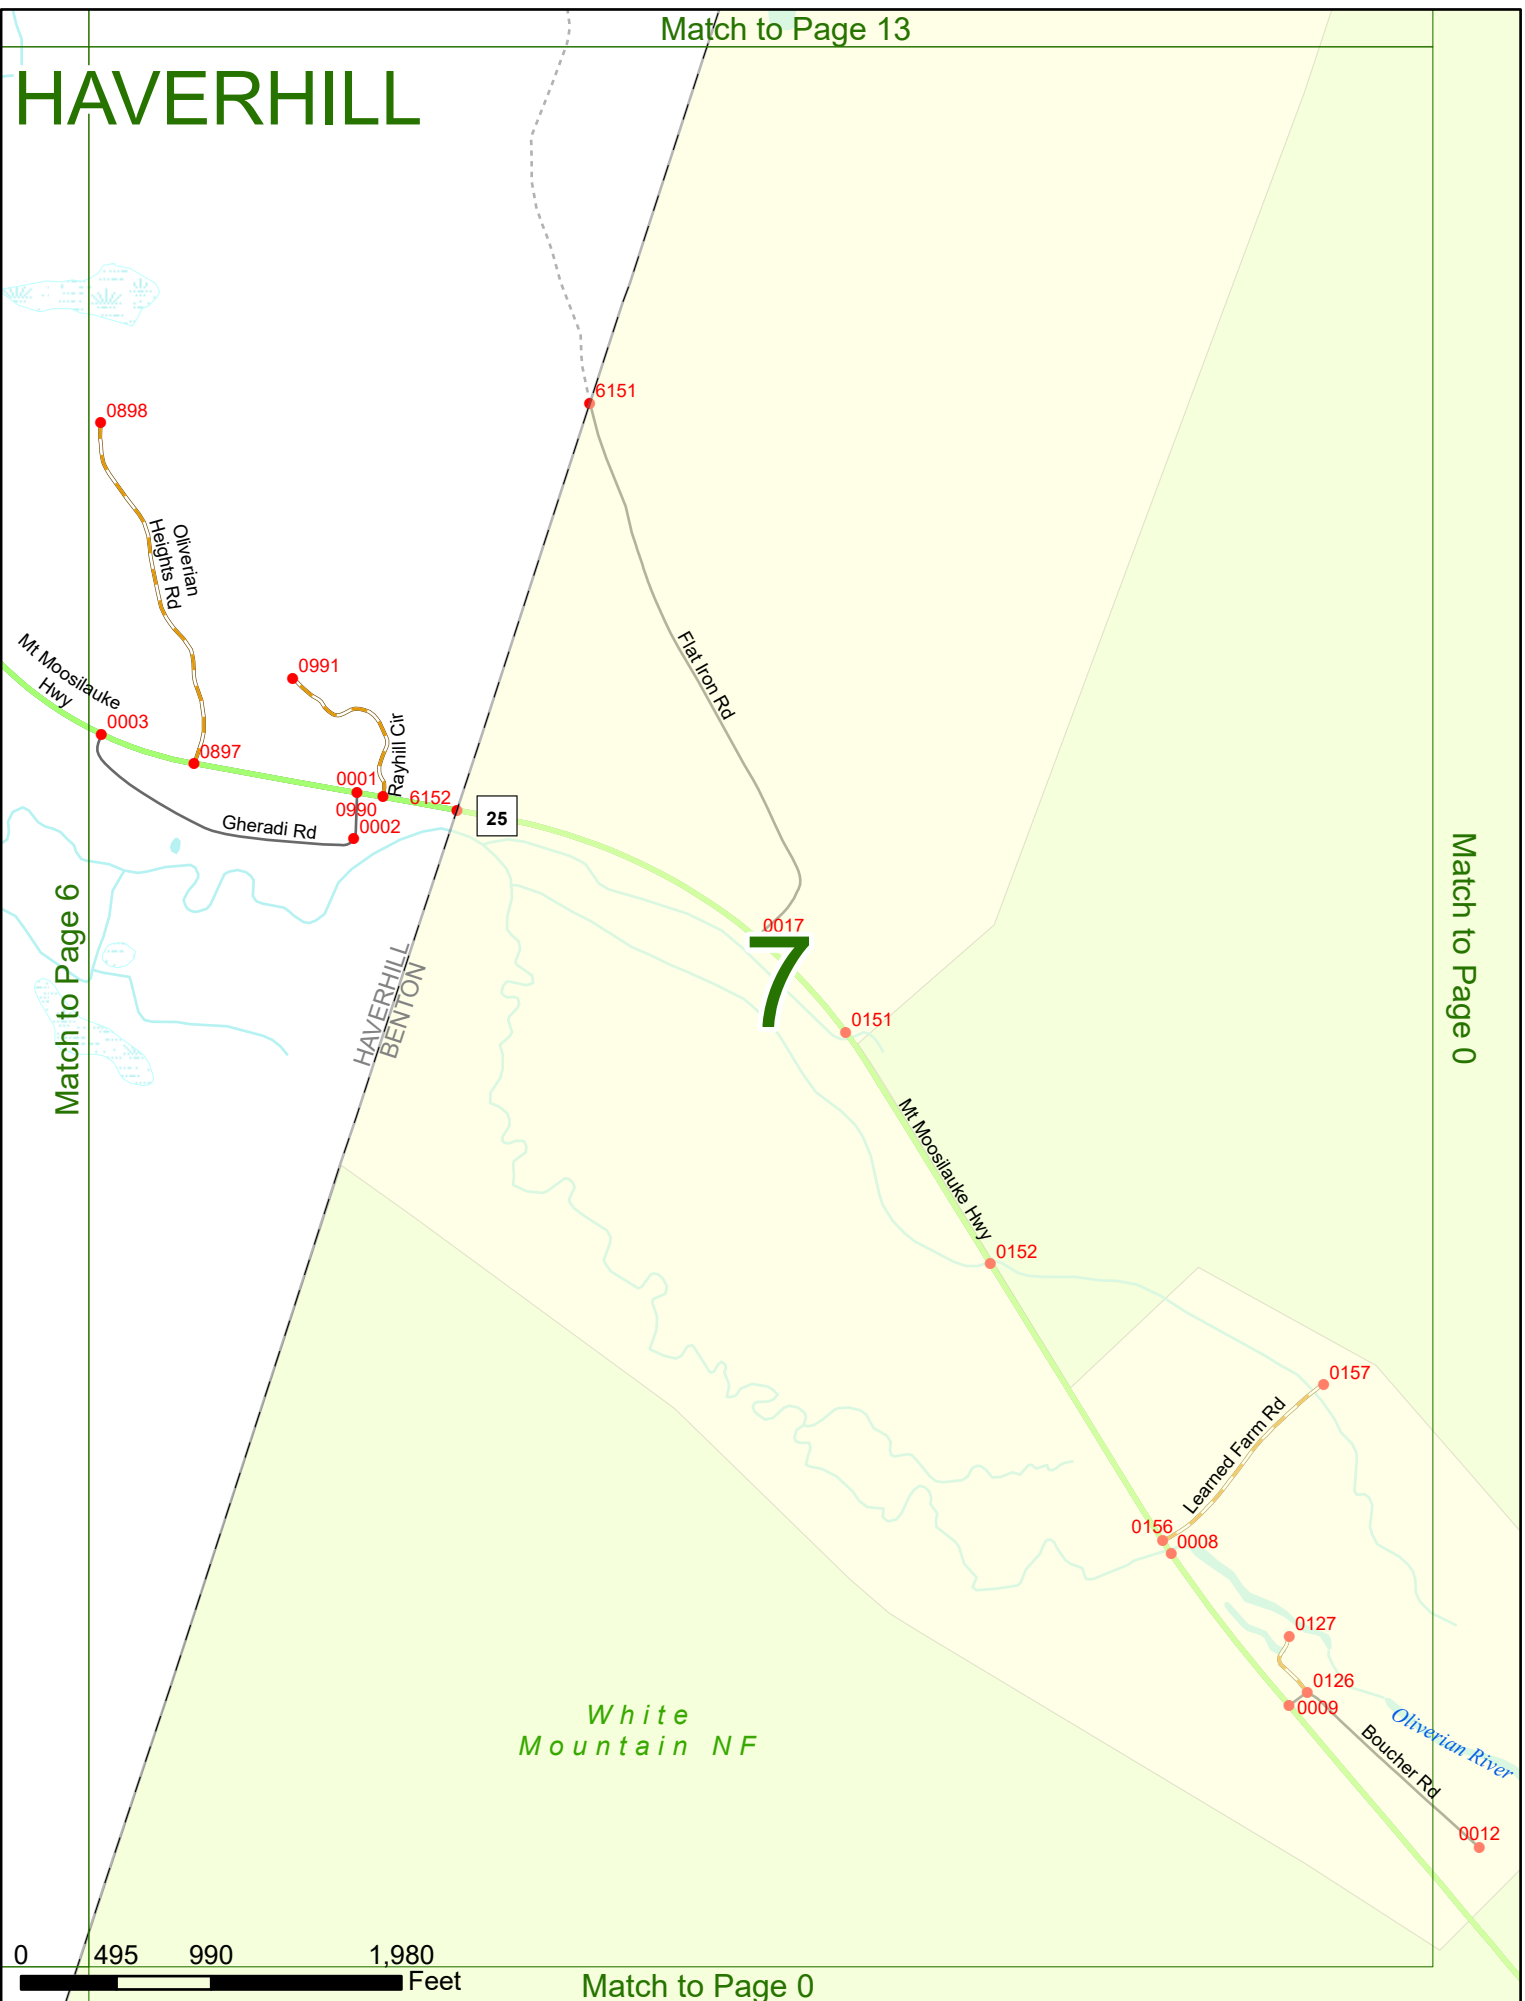 Match to Page 13
HAVERHILL
6151
0898
Oliverian
Heights Rd
Flat Iron Rd
Mt Moosilauke
Hwy
0991
0003
0897
Rayhill Cir
0001
6152
0990
25
Gheradi Rd
0002
Match to Page 6
Match to Page 0
0017
7
HAVERHILL
BENTON
0151
Mt Moosilauke Hwy
0152
0157
Learned Farm Rd
0156
0008
0127
0126
0009
White
Mountain NF
Oliverian River
Boucher Rd
0012
0 495 990 1,980
Feet
Match to Page 0